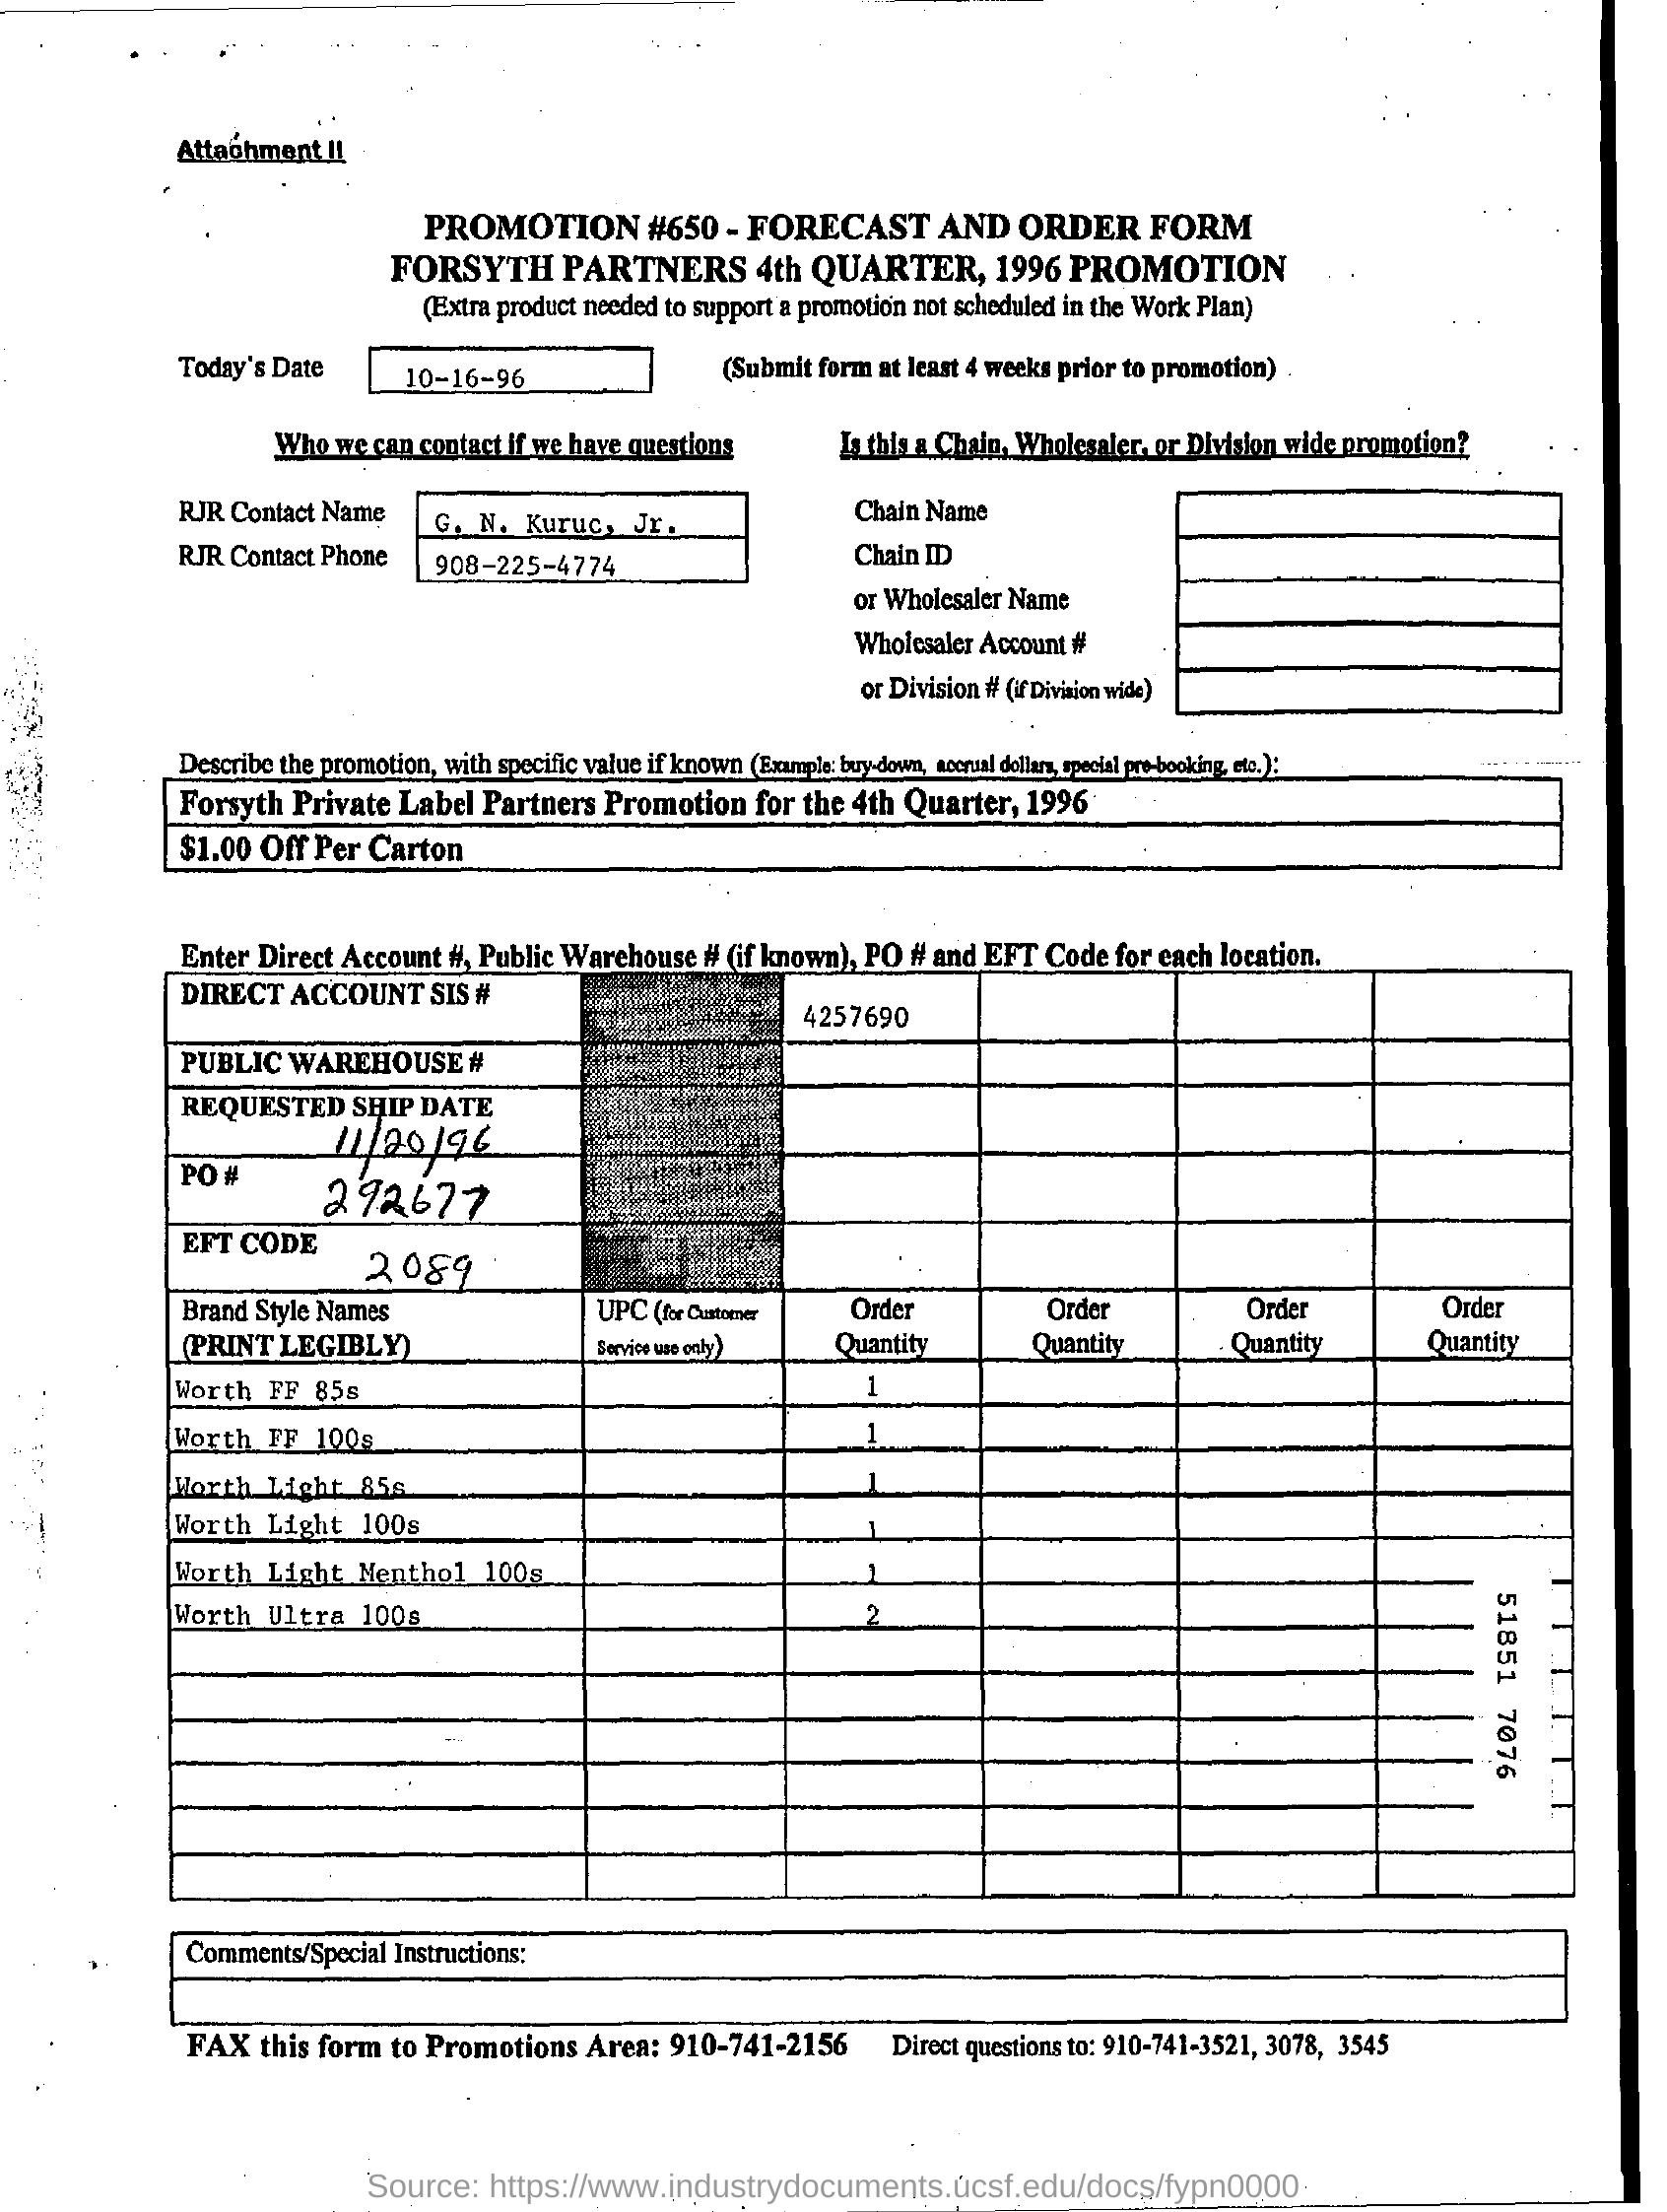 Attachment II
PROMOTION #650 - FORECAST AND ORDER FORM
FORSYTH PARTNERS 4th QUARTER, 1996 PROMOTION
(Extra product needed to support a promotion not scheduled in the Work Plan)
Today's Date 10-16-96 (Submit form at least 4 weeks prior to promotion)
Who we can contact if we have questions Is this a Chain, Wholesaler, or Division wide promotion?
RJR Contact Name G. N. Kuruc, Jr. Chain Name
RJR Contact Phone 908-225-4774 Chain ID
or Wholesaler Name
Wholesaler Account #
or Division # (if Division wide)
Describe the promotion, with specific value if known (Example: buy-down, accrual dollars, special pre-booking, etc.):
Forsyth Private Label Partners Promotion for the 4th Quarter, 1996
$1.00 Off Per Carton
Enter Direct Account #, Public Warehouse # (if known), PO # and EFT Code for each location.
DIRECT ACCOUNT SIS # 4257690
PUBLIC WAREHOUSE #
REQUESTED SHIP DATE
11/20/96
PO # 292677
EFT CODE 2089
Brand Style Names UPC (for Customer Order Order Order Order
(PRINT LEGIBLY) Service use only) Quantity Quantity Quantity Quantity
Worth FF 85s 1
Worth FF 100s 1
Worth Light 85s 1
Worth Light 100s 1
Worth Light Menthol 100s 1
Worth Ultra 100s 2
51851 7076
Comments/Special Instructions:
FAX this form to Promotions Area: 910-741-2156 Direct questions to: 910-741-3521, 3078, 3545
Source: https://www.industrydocuments.ucsf.edu/docs/fypn0000